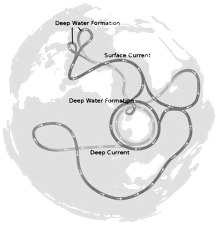 Deep Water Formation
Surface Current
Deep Water Formation
Deep Current